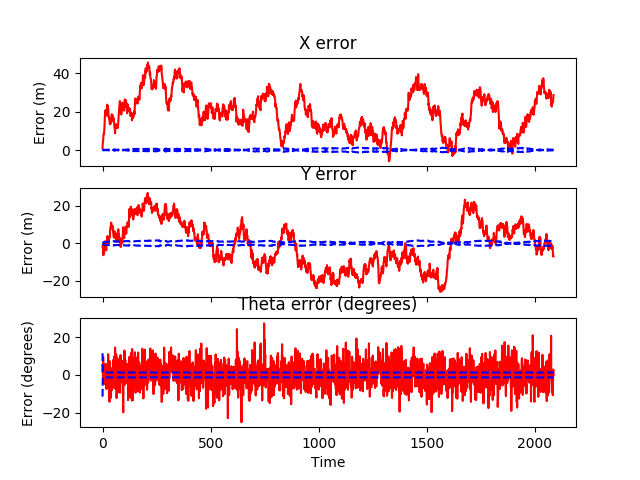 X error
Error (m)
40
20
0
Y error
Error (m)
20
0
−20
Theta error (degrees)
Error (degrees)
20
0
−20
0 500 1000 1500 2000
Time